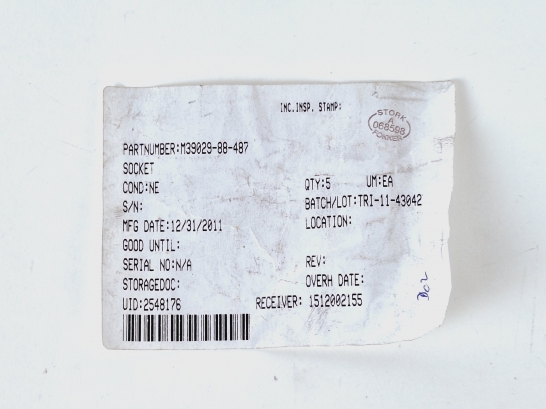 INC.INSP. STAMP:
STORK
A
068598
FOKKER
PARTNUMBER:M39029-88-487
SOCKET
COND:NE QTY:5 UM:EA
S/N: BATCH/LOT:TRI-11-43042
MFG DATE:12/31/2011 LOCATION:
GOOD UNTIL:
SERIAL NO:N/A REV:
STORAGEDOC: OVERH DATE:
UID:2548176 RECEIVER: 1512002155